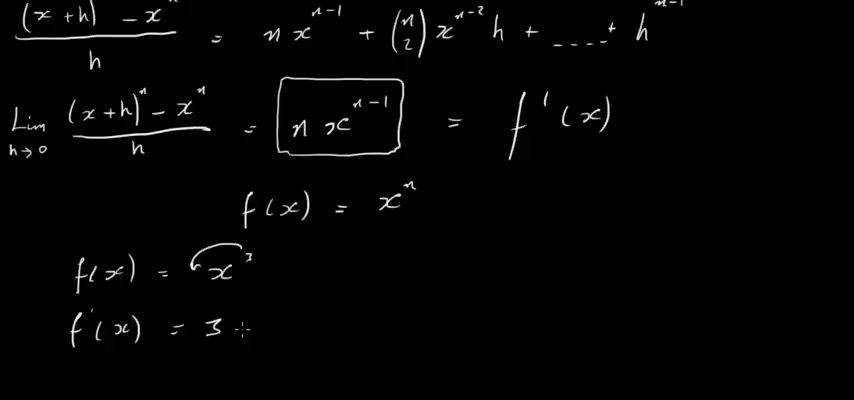 (x+h)ⁿ - xⁿ / h = n xⁿ⁻¹ + (n 2) xⁿ⁻² h + ....+ hⁿ⁻¹
Lim h→0 (x+h)ⁿ - xⁿ / h = n xⁿ⁻¹ = f'(x)
f(x) = xⁿ
f(x) = x³
f'(x) = 3